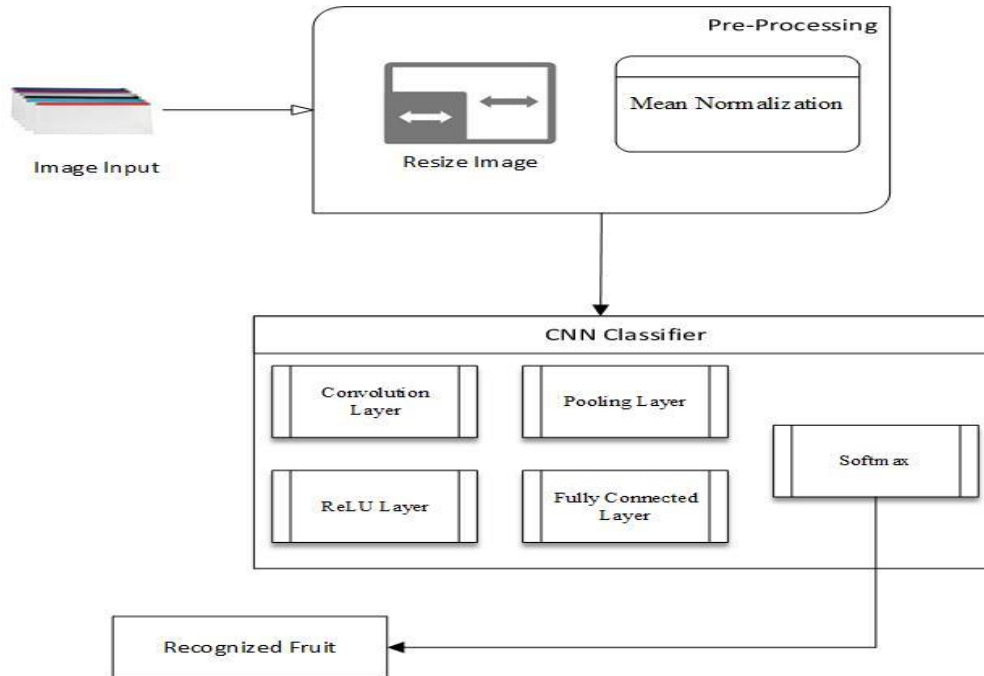 Pre-Processing
Mean Normalization
Resize Image
Image Input
CNN Classifier
Convolution
Layer
Pooling Layer
Softmax
ReLU Layer
Fully Connected
Layer
Recognized Fruit